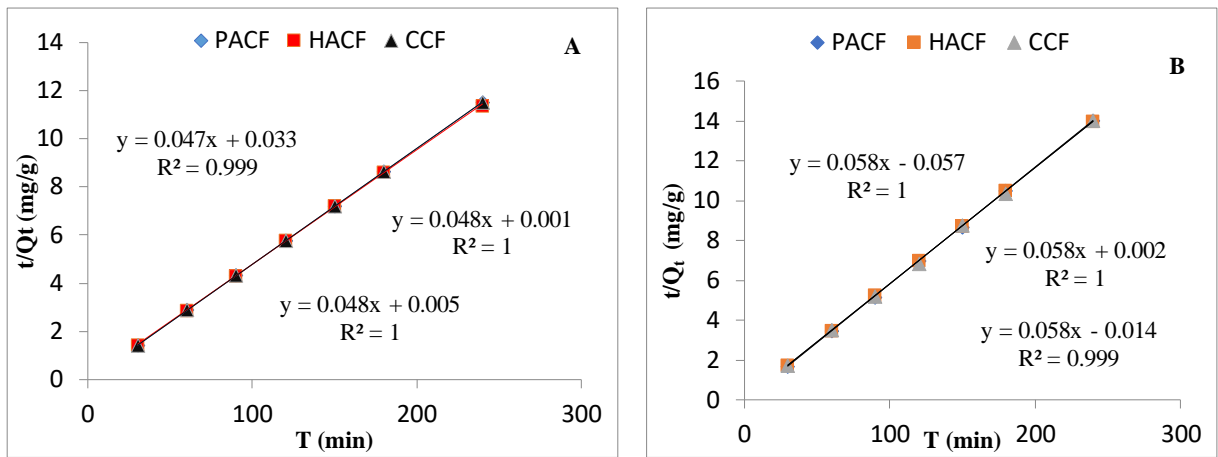 PACF HACF CCF
A
14
12
10
8
6
4
2
0
y = 0.047x + 0.033
R² = 0.999
y = 0.048x + 0.001
R² = 1
y = 0.048x + 0.005
R² = 1
t/Qt (mg/g)
0 100 200 300
T (min)
PACF HACF CCF
B
16
14
12
10
8
6
4
2
0
y = 0.058x - 0.057
R² = 1
y = 0.058x + 0.002
R² = 1
y = 0.058x - 0.014
R² = 0.999
t/Qₜ (mg/g)
0 100 200 300
T (min)